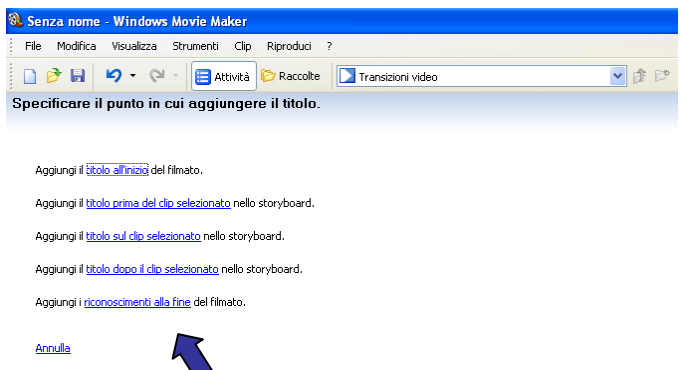 Senza nome - Windows Movie Maker
File Modifica Visualizza Strumenti Clip Riproduci ?
Attività Raccolte Transizioni video
Specificare il punto in cui aggiungere il titolo.
Aggiungi il titolo all'inizio del filmato.
Aggiungi il titolo prima del clip selezionato nello storyboard.
Aggiungi il titolo sul clip selezionato nello storyboard.
Aggiungi il titolo dopo il clip selezionato nello storyboard.
Aggiungi i riconoscimenti alla fine del filmato.
Annulla